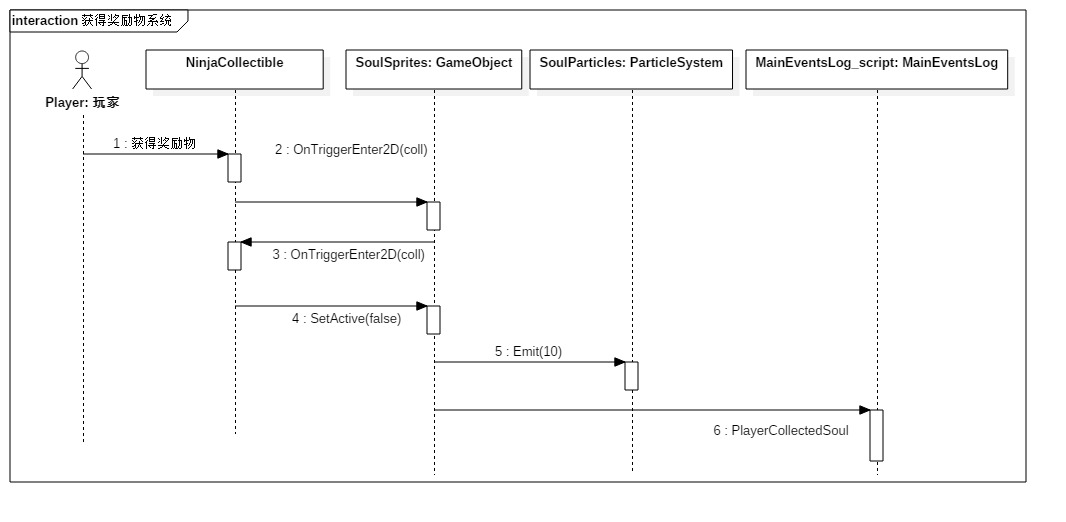 interaction 获得奖励物系统
NinjaCollectible
SoulSprites: GameObject
SoulParticles: ParticleSystem
MainEventsLog_script: MainEventsLog
Player: 玩家
1 : 获得奖励物
2 : OnTriggerEnter2D(coll)
3 : OnTriggerEnter2D(coll)
4 : SetActive(false)
5 : Emit(10)
6 : PlayerCollectedSoul